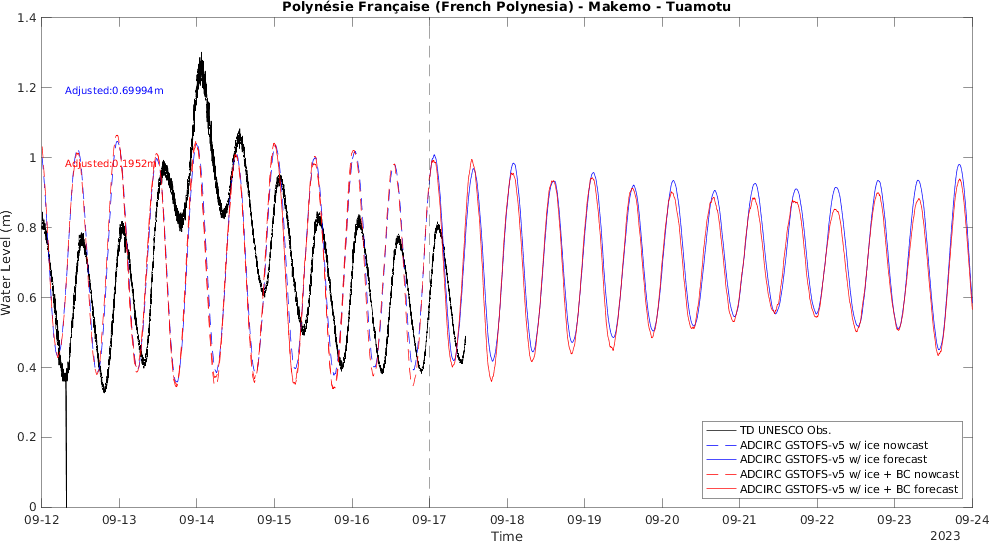 Polynésie Française (French Polynesia) - Makemo - Tuamotu
1.4
1.2
1
0.8
0.6
0.4
0.2
0
Water Level (m)
Adjusted:0.69994m
Adjusted:0.1952m
TD UNESCO Obs.
ADCIRC GSTOFS-v5 w/ ice nowcast
ADCIRC GSTOFS-v5 w/ ice forecast
ADCIRC GSTOFS-v5 w/ ice + BC nowcast
ADCIRC GSTOFS-v5 w/ ice + BC forecast
09-12 09-13 09-14 09-15 09-16 09-17 09-18 09-19 09-20 09-21 09-22 09-23 09-24
Time
2023